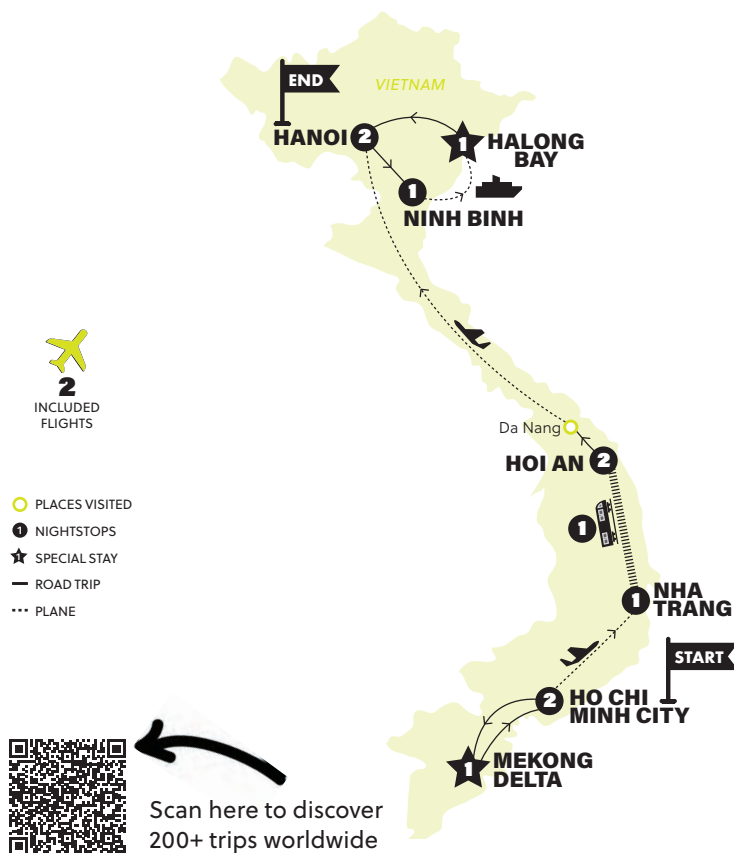 END
VIETNAM
HANOI 2
1 HALONG
BAY
1
NINH BINH
2
INCLUDED
FLIGHTS
Da Nang
HOI AN 2
1
PLACES VISITED
1 NIGHTSTOPS
1 SPECIAL STAY
ROAD TRIP
PLANE
1 NHA
TRANG
START
2 HO CHI
MINH CITY
1 MEKONG
DELTA
Scan here to discover
200+ trips worldwide